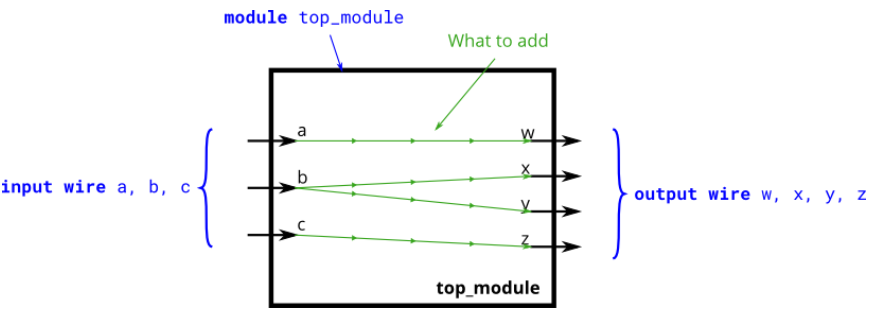 module top_module
What to add
a
w
x
b
input wire a, b, c
output wire w, x, y, z
y
c
z
top_module